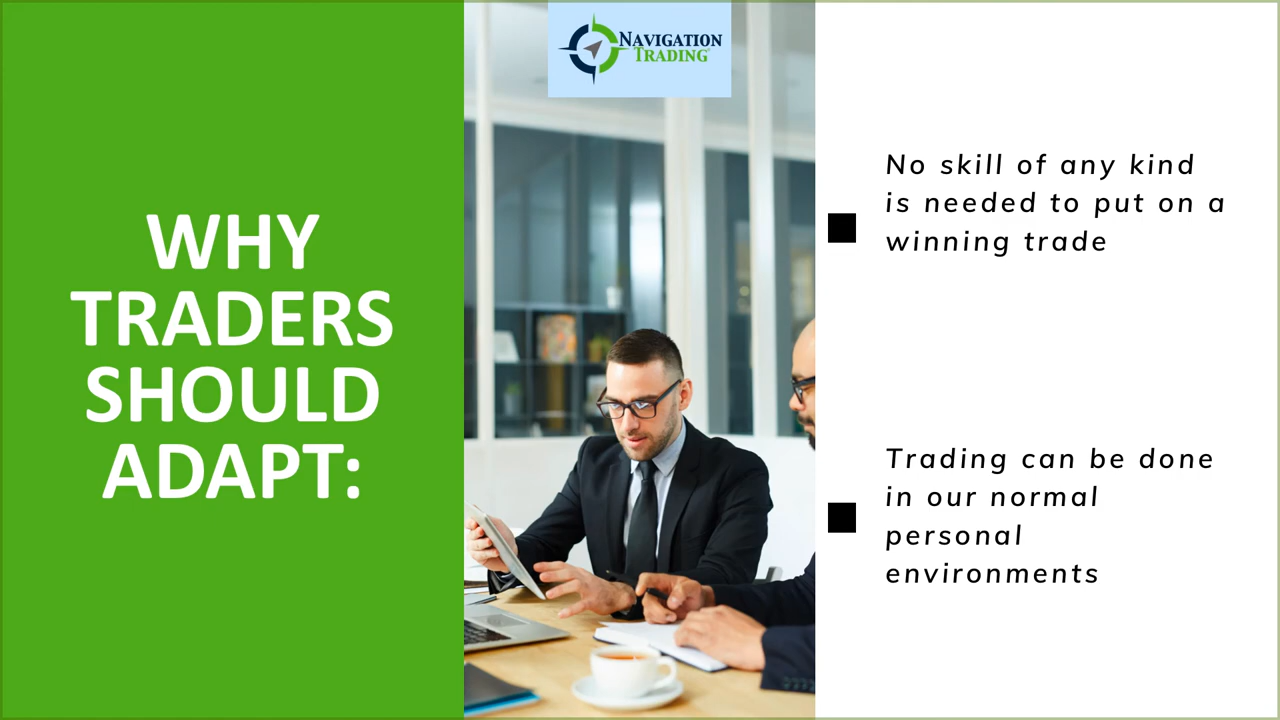 NAVIGATION
TRADING
WHY
TRADERS
SHOULD
ADAPT:
No skill of any kind
is needed to put on a
winning trade
Trading can be done
in our normal
personal
environments